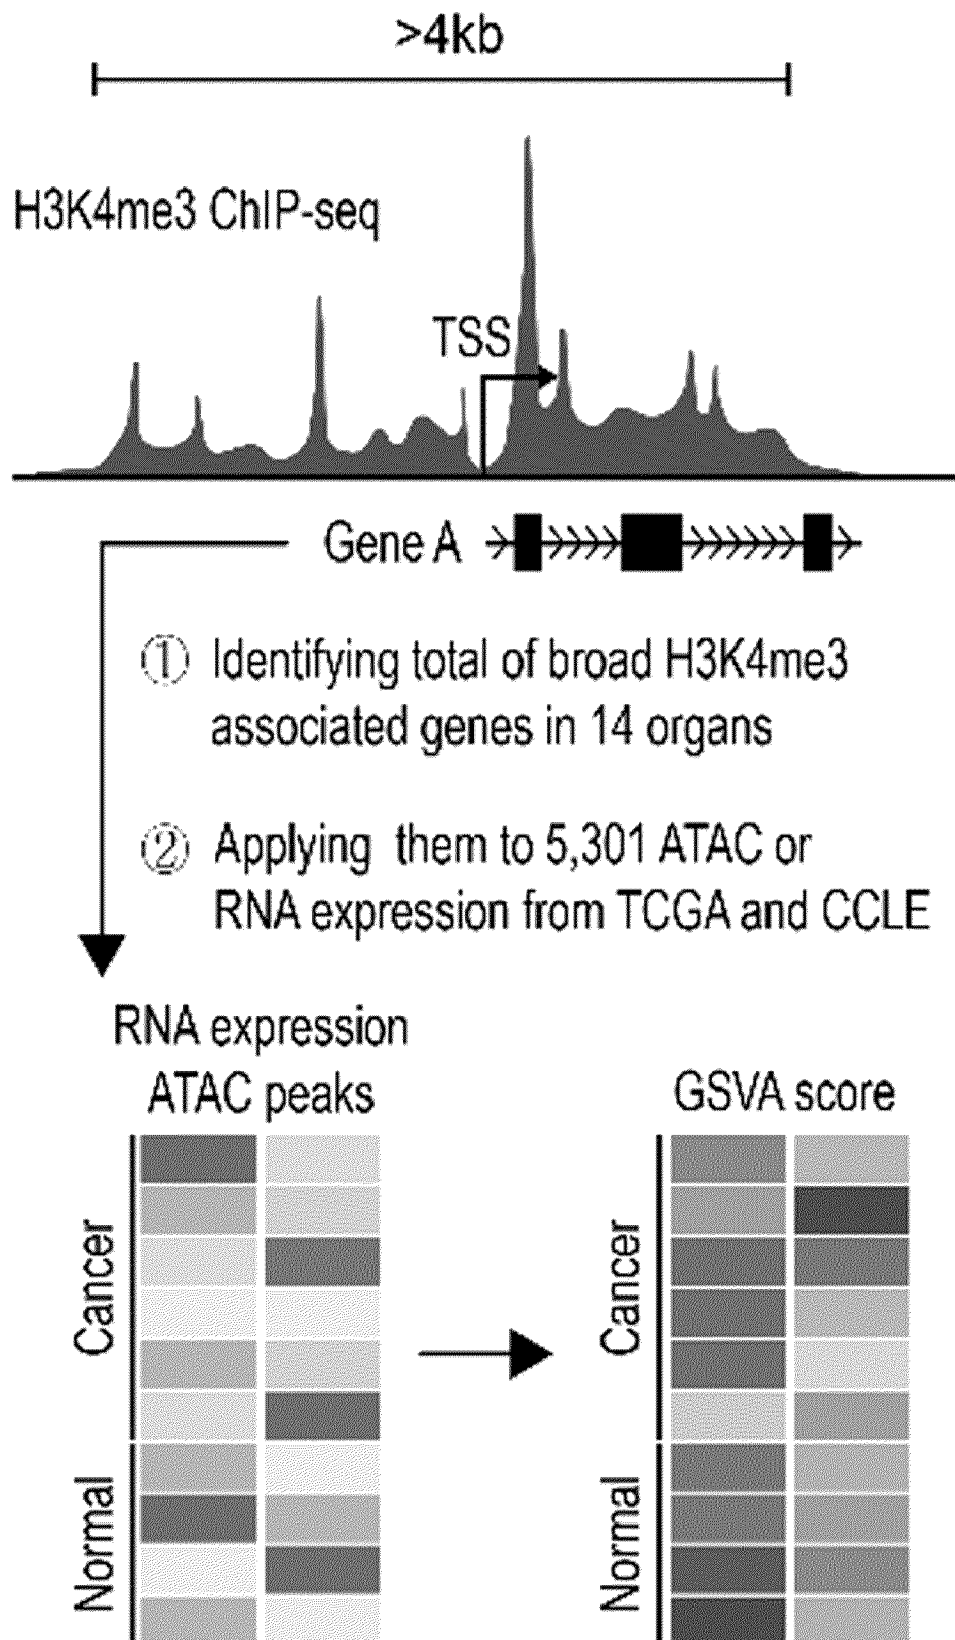 >4kb
H3K4me3 ChIP-seq
TSS
Gene A
① Identifying total of broad H3K4me3
associated genes in 14 organs
② Applying them to 5,301 ATAC or
RNA expression from TCGA and CCLE
RNA expression
ATAC peaks
GSVA score
Cancer
Normal
Cancer
Normal